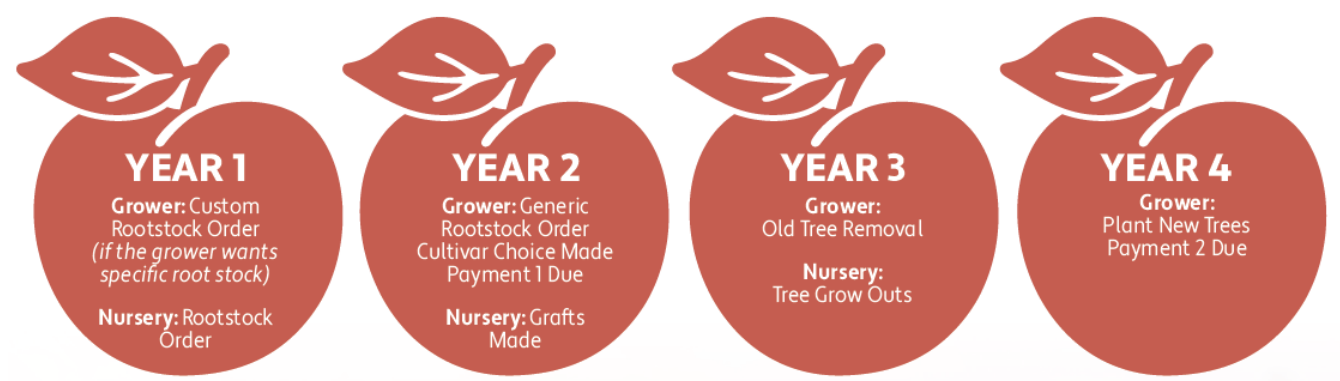 YEAR 1
Grower: Custom
Rootstock Order
(if the grower wants
specific root stock)
Nursery: Rootstock
Order
YEAR 2
Grower: Generic
Rootstock Order
Cultivar Choice Made
Payment 1 Due
Nursery: Grafts
Made
YEAR 3
Grower:
Old Tree Removal
Nursery:
Tree Grow Outs
YEAR 4
Grower:
Plant New Trees
Payment 2 Due